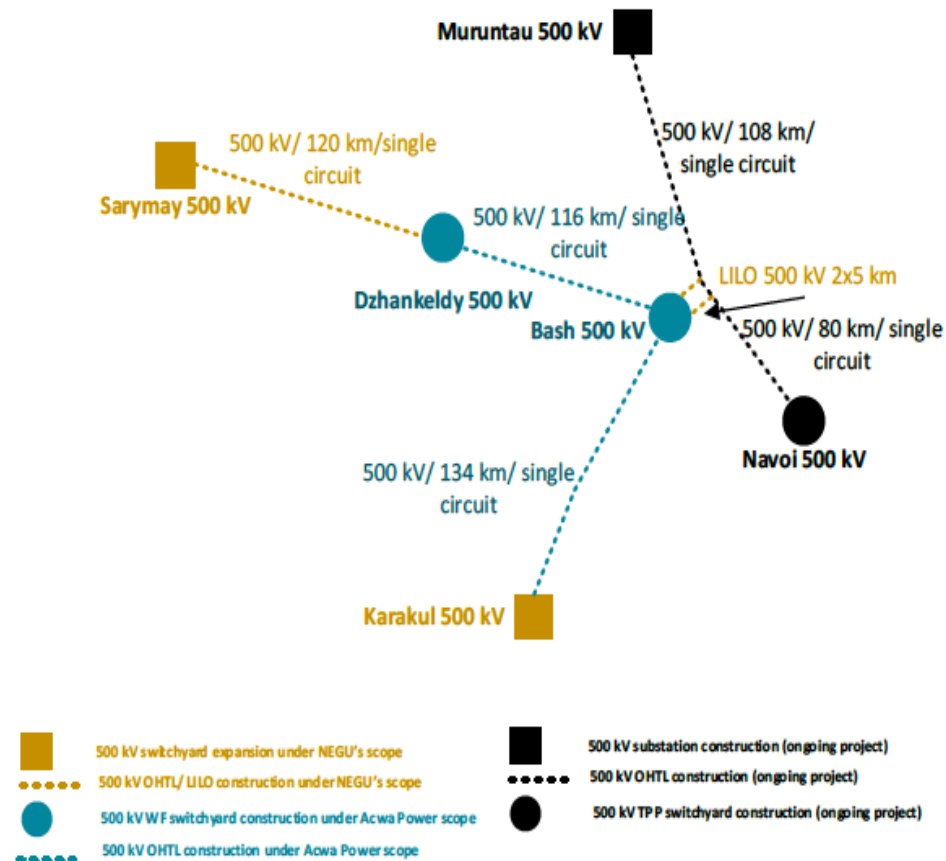 Muruntau 500 kV
500 kV/ 120 km/single
circuit
500 kV/ 108 km/
single circuit
Sarymay 500 kV
500 kV/ 116 km/ single
circuit
LILO 500 kV 2x5 km
Dzhankeldy 500 kV
Bash 500 kV
500 kV/ 80 km/ single
circuit
Navoi 500 kV
500 kV/ 134 km/ single
circuit
Karakul 500 kV
500 kV switchyard expansion under NEGU's scope
500 kV OHTL/ LILO construction under NEGU's scope
500 kV WF switchyard construction under Acwa Power scope
500 kV OHTL construction under Acwa Power scope
500 kV substation construction (ongoing project)
500 kV OHTL construction (ongoing project)
500 kV TPP switchyard construction (ongoing project)